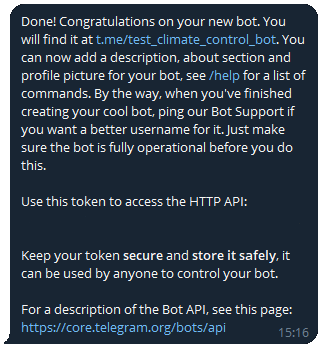 Done! Congratulations on your new bot. You
will find it at t.me/test_climate_control_bot. You
can now add a description, about section and
profile picture for your bot, see /help for a list of
commands. By the way, when you've finished
creating your cool bot, ping our Bot Support if
you want a better username for it. Just make
sure the bot is fully operational before you do
this.
Use this token to access the HTTP API:
Keep your token secure and store it safely, it
can be used by anyone to control your bot.
For a description of the Bot API, see this page:
https://core.telegram.org/bots/api
15:16